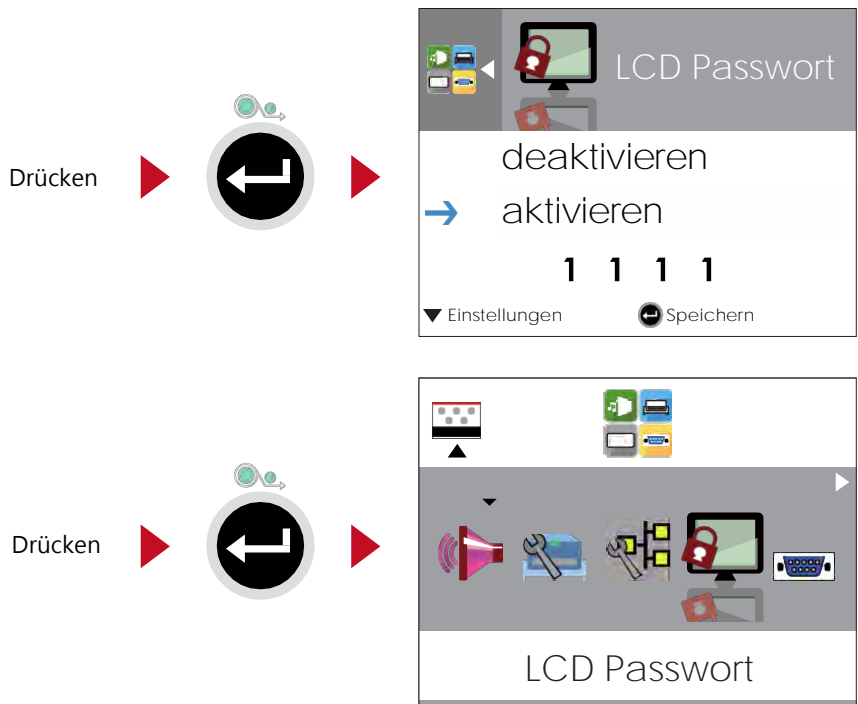 LCD Passwort
deaktivieren
Drücken
aktivieren
1 1 1 1
Einstellungen Speichern
Drücken
LCD Passwort